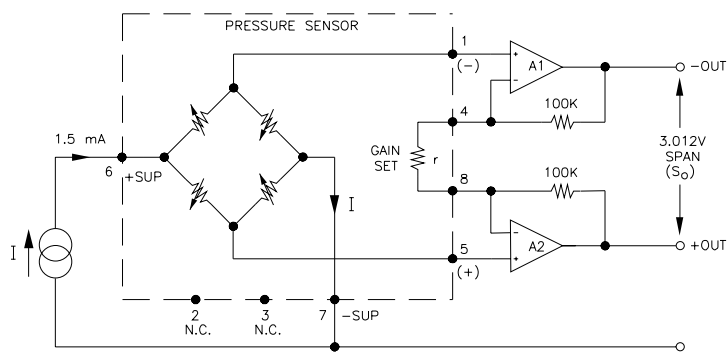 PRESSURE SENSOR
1
(-)
A1
+
-
-OUT
4
100K
1.5 mA
6
+SUP
GAIN
SET
r
3.012V
SPAN
(So)
8
100K
I
I
-
+
A2
5
(+)
+OUT
2
N.C.
3
N.C.
7
-SUP